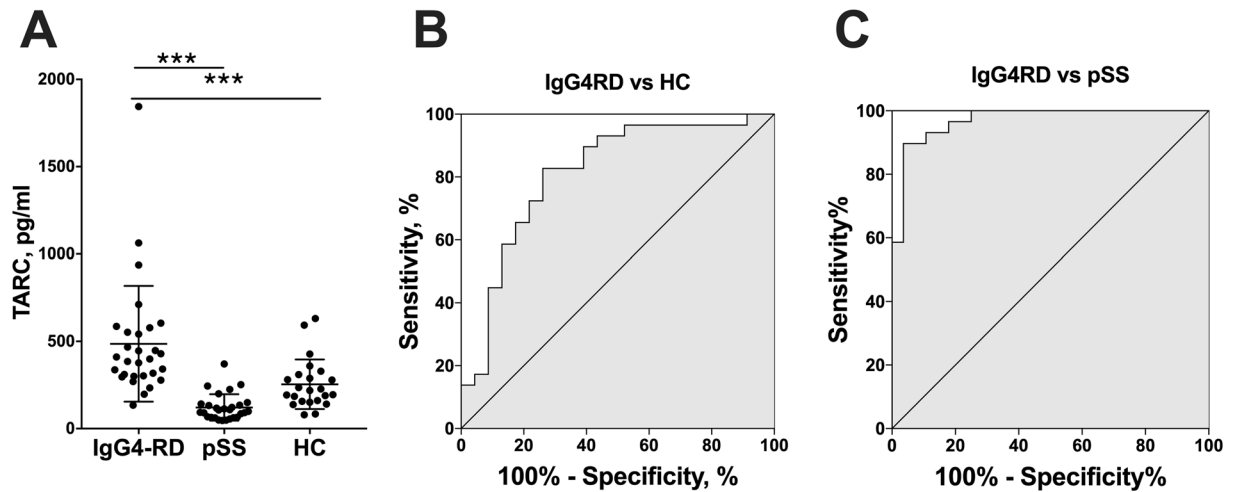 A
***
***
2000
1500
1000
500
0
TARC, pg/ml
IgG4-RD pSS HC
B
IgG4RD vs HC
100
80
60
40
20
0
Sensitivity, %
0 20 40 60 80 100
100% - Specificity, %
C
IgG4RD vs pSS
100
80
60
40
20
0
Sensitivity%
0 20 40 60 80 100
100% - Specificity%